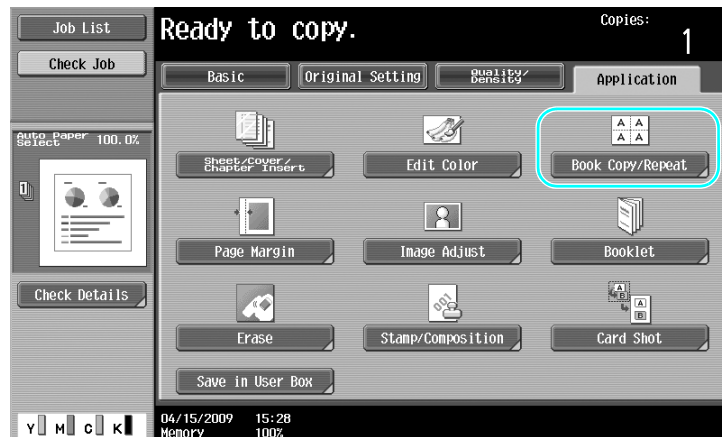 Job List
Ready to copy.
Copies:
1
Check Job
Basic
Original Setting
Quality/
Density
Application
Auto Paper
Select
100.0%
1
Sheet/Cover/
Chapter Insert
Edit Color
A A
A A
Book Copy/Repeat
Page Margin
Image Adjust
Booklet
Check Details
Erase
001
Stamp/Composition
A
B
A
B
Card Shot
Save in User Box
Y M C K
04/15/2009 15:28
Memory 100%